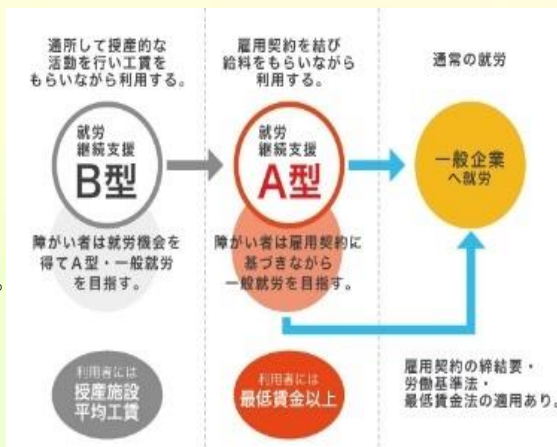 通所して授産的な
活動を行い工賃を
もらいながら利用する。
就労
継続支援
B型
障がい者は就労機会を
得てA型・一般就労
を目指す。
利用者には
授産施設
平均工賃
雇用契約を結び
給料をもらいながら
利用する。
就労
継続支援
A型
障がい者は雇用契約に
基づきながら
一般就労を目指す。
利用者には
最低賃金以上
通常の就労
一般企業
へ就労
雇用契約の締結要・
労働基準法・
最低賃金法の適用あり。